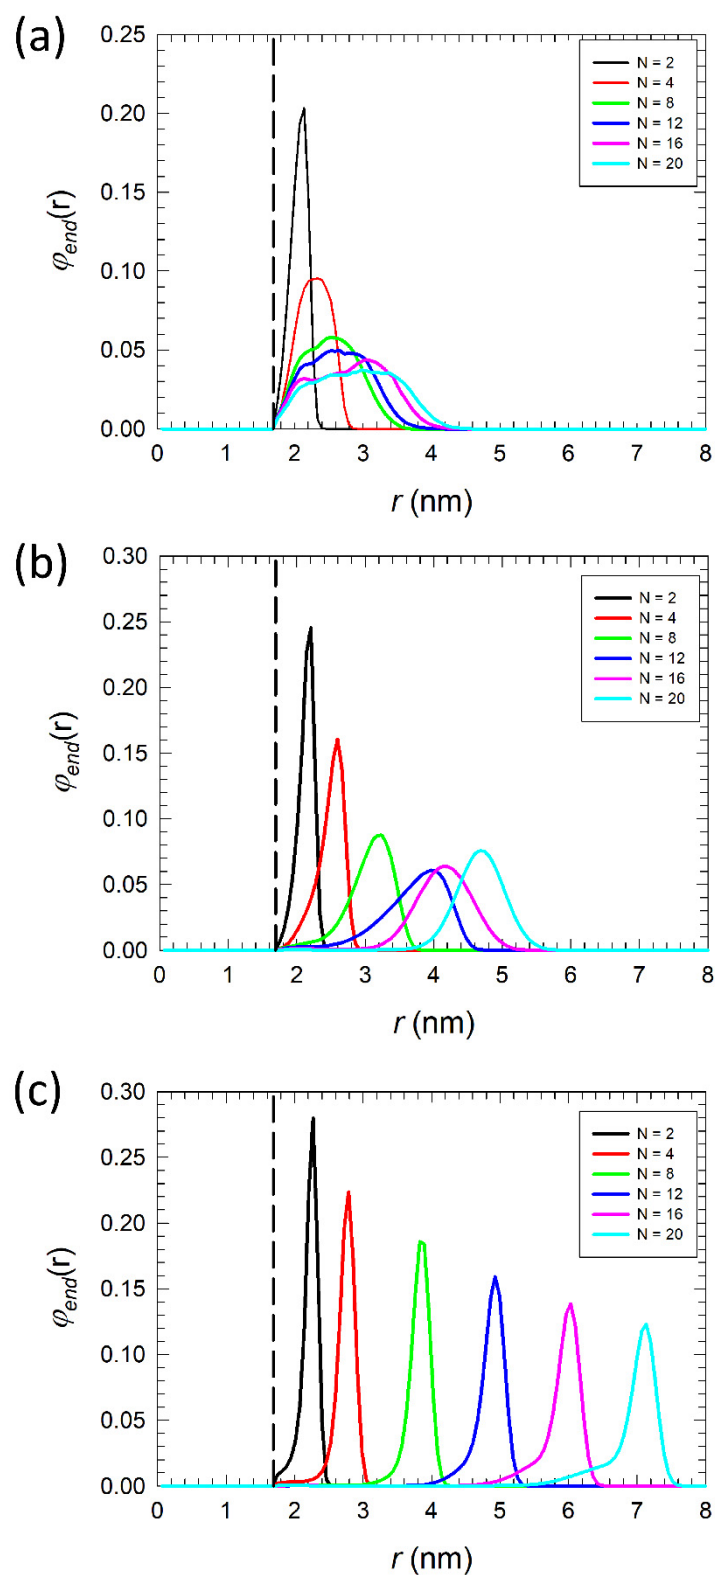 (a)
0.25
0.20
0.15
0.10
0.05
0.00
φend(r)
N = 2
N = 4
N = 8
N = 12
N = 16
N = 20
0 1 2 3 4 5 6 7 8
r (nm)
(b)
0.30
0.25
0.20
0.15
0.10
0.05
0.00
φend(r)
N = 2
N = 4
N = 8
N = 12
N = 16
N = 20
0 1 2 3 4 5 6 7 8
r (nm)
(c)
0.30
0.25
0.20
0.15
0.10
0.05
0.00
φend(r)
N = 2
N = 4
N = 8
N = 12
N = 16
N = 20
0 1 2 3 4 5 6 7 8
r (nm)